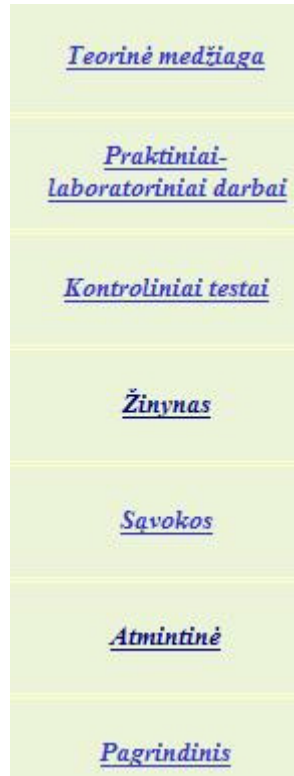 Teorinė medžiaga
Praktiniai-
laboratoriniai darbai
Kontroliniai testai
Žinynas
Sąvokos
Atmintinė
Pagrindinis